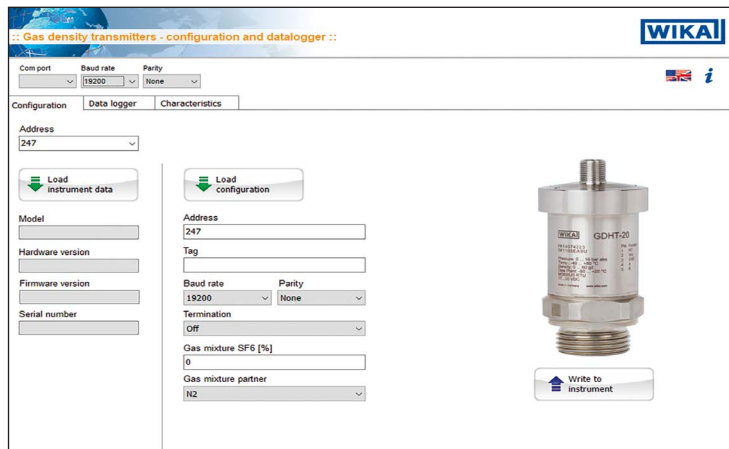 :: Gas density transmitters - configuration and datalogger ::
WIKA
Com port Baud rate Parity
19200 None
i
Configuration Data logger Characteristics
Address
247
Load
instrument data
Load
configuration
Model
Hardware version
Firmware version
Serial number
Address
247
Tag
Baud rate Parity
19200 None
Termination
Off
Gas mixture SF6 [%]
0
Gas mixture partner
N2
WIKA GDHT-20
Write to
instrument